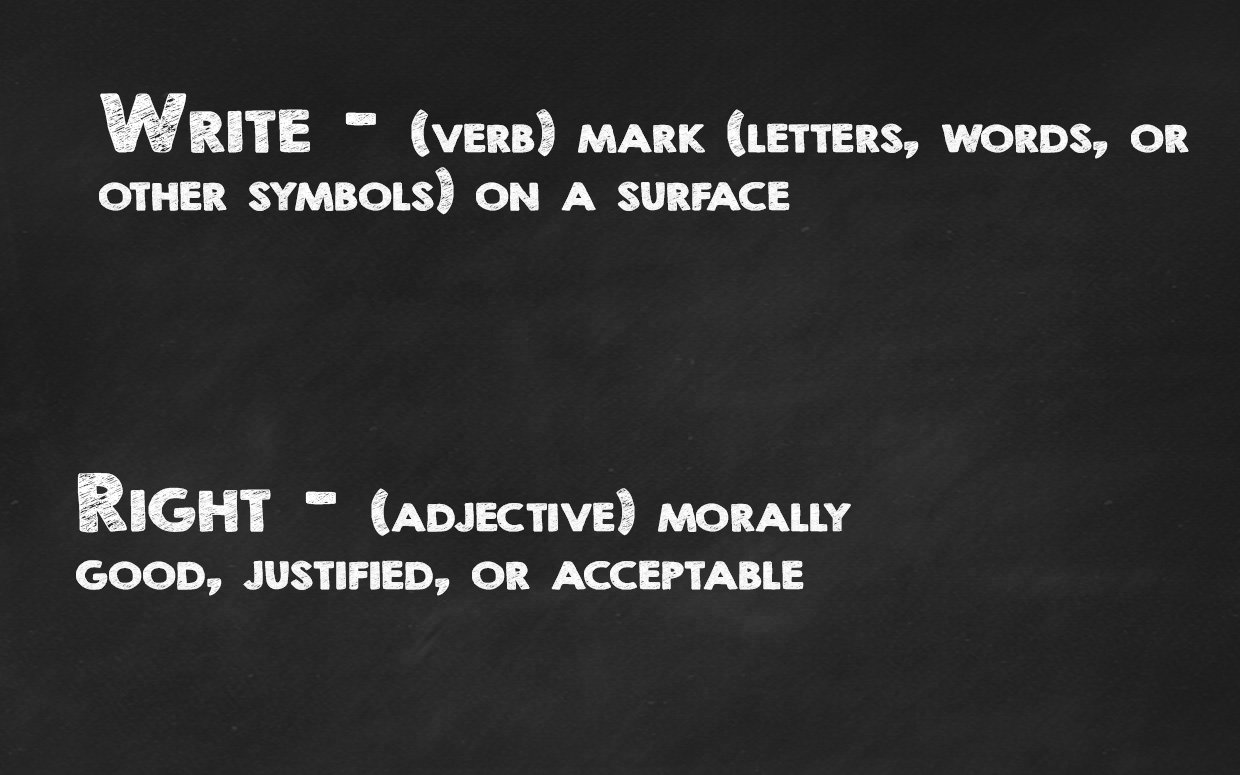 Write - (verb) mark (letters, words, or
other symbols) on a surface
Right - (adjective) morally
good, justified, or acceptable